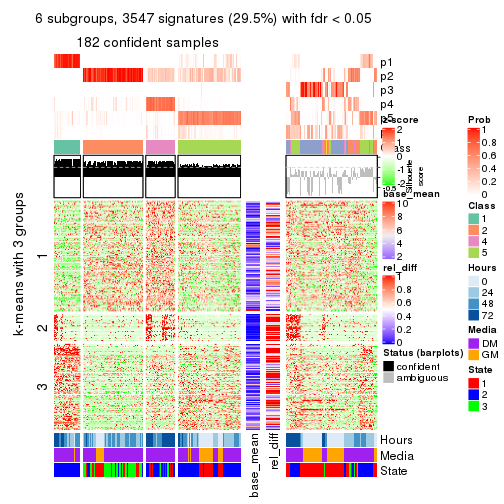 6 subgroups, 3547 signatures (29.5%) with fdr < 0.05
182 confident samples
p1
p2
p3
p4
p5
z-score
2
1
0
-1
-2
Silhouette
score
base_mean
10
8
6
4
2
rel_diff
1
0.8
0.6
0.4
0.2
0
Status (barplots)
confident
ambiguous
Prob
1
0.8
0.6
0.4
0.2
0
Class
1
2
4
5
Hours
0
24
48
72
Media
DM
GM
State
1
2
3
k-means with 3 groups
1
2
3
base_mean
rel_diff
Hours
Media
State